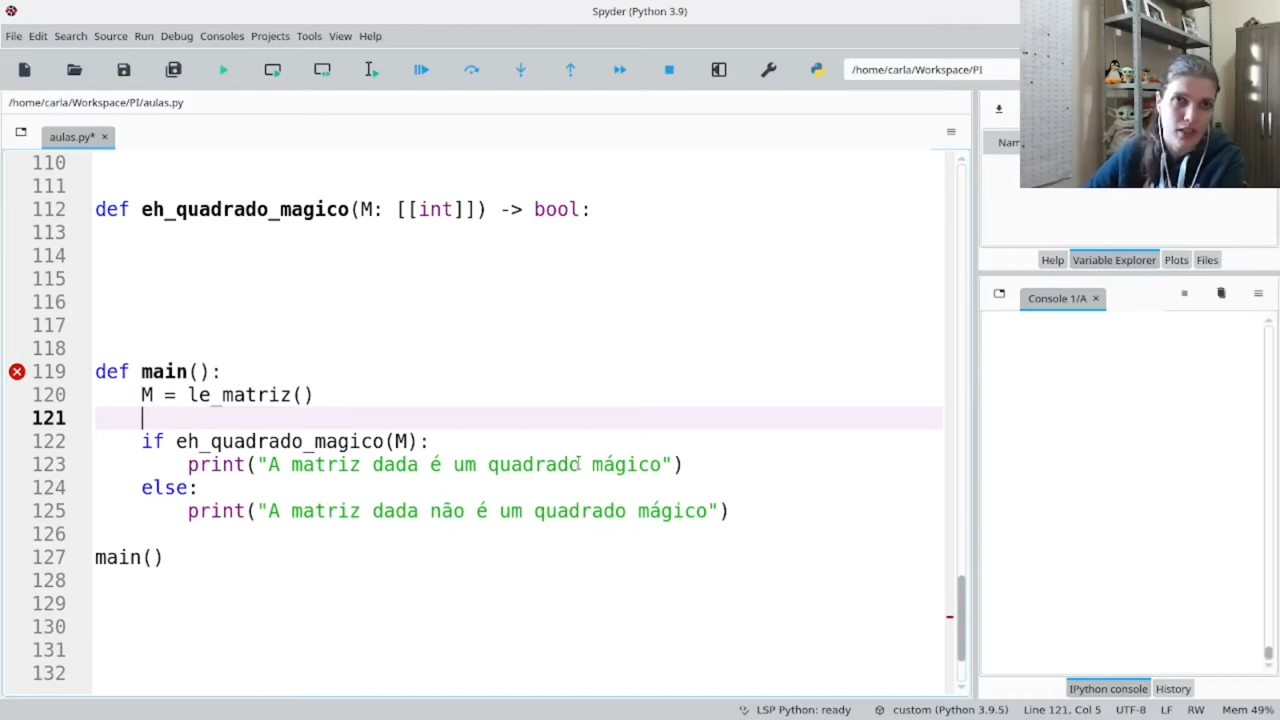 Spyder (Python 3.9)
File Edit Search Source Run Debug Consoles Projects Tools View Help
/home/carla/Workspace/PI
/home/carla/Workspace/PI/aulas.py
aulas.py*
Nam
110
111
112 def eh_quadrado_magico(M: [[int]]) -> bool:
113
114
115
116
117
118
119 def main():
120     M = le_matriz()
121
122     if eh_quadrado_magico(M):
123         print("A matriz dada é um quadrado mágico")
124     else:
125         print("A matriz dada não é um quadrado mágico")
126
127 main()
128
129
130
131
132
Help Variable Explorer Plots Files
Console 1/A
IPython console History
LSP Python: ready custom (Python 3.9.5) Line 121, Col 5 UTF-8 LF RW Mem 49%